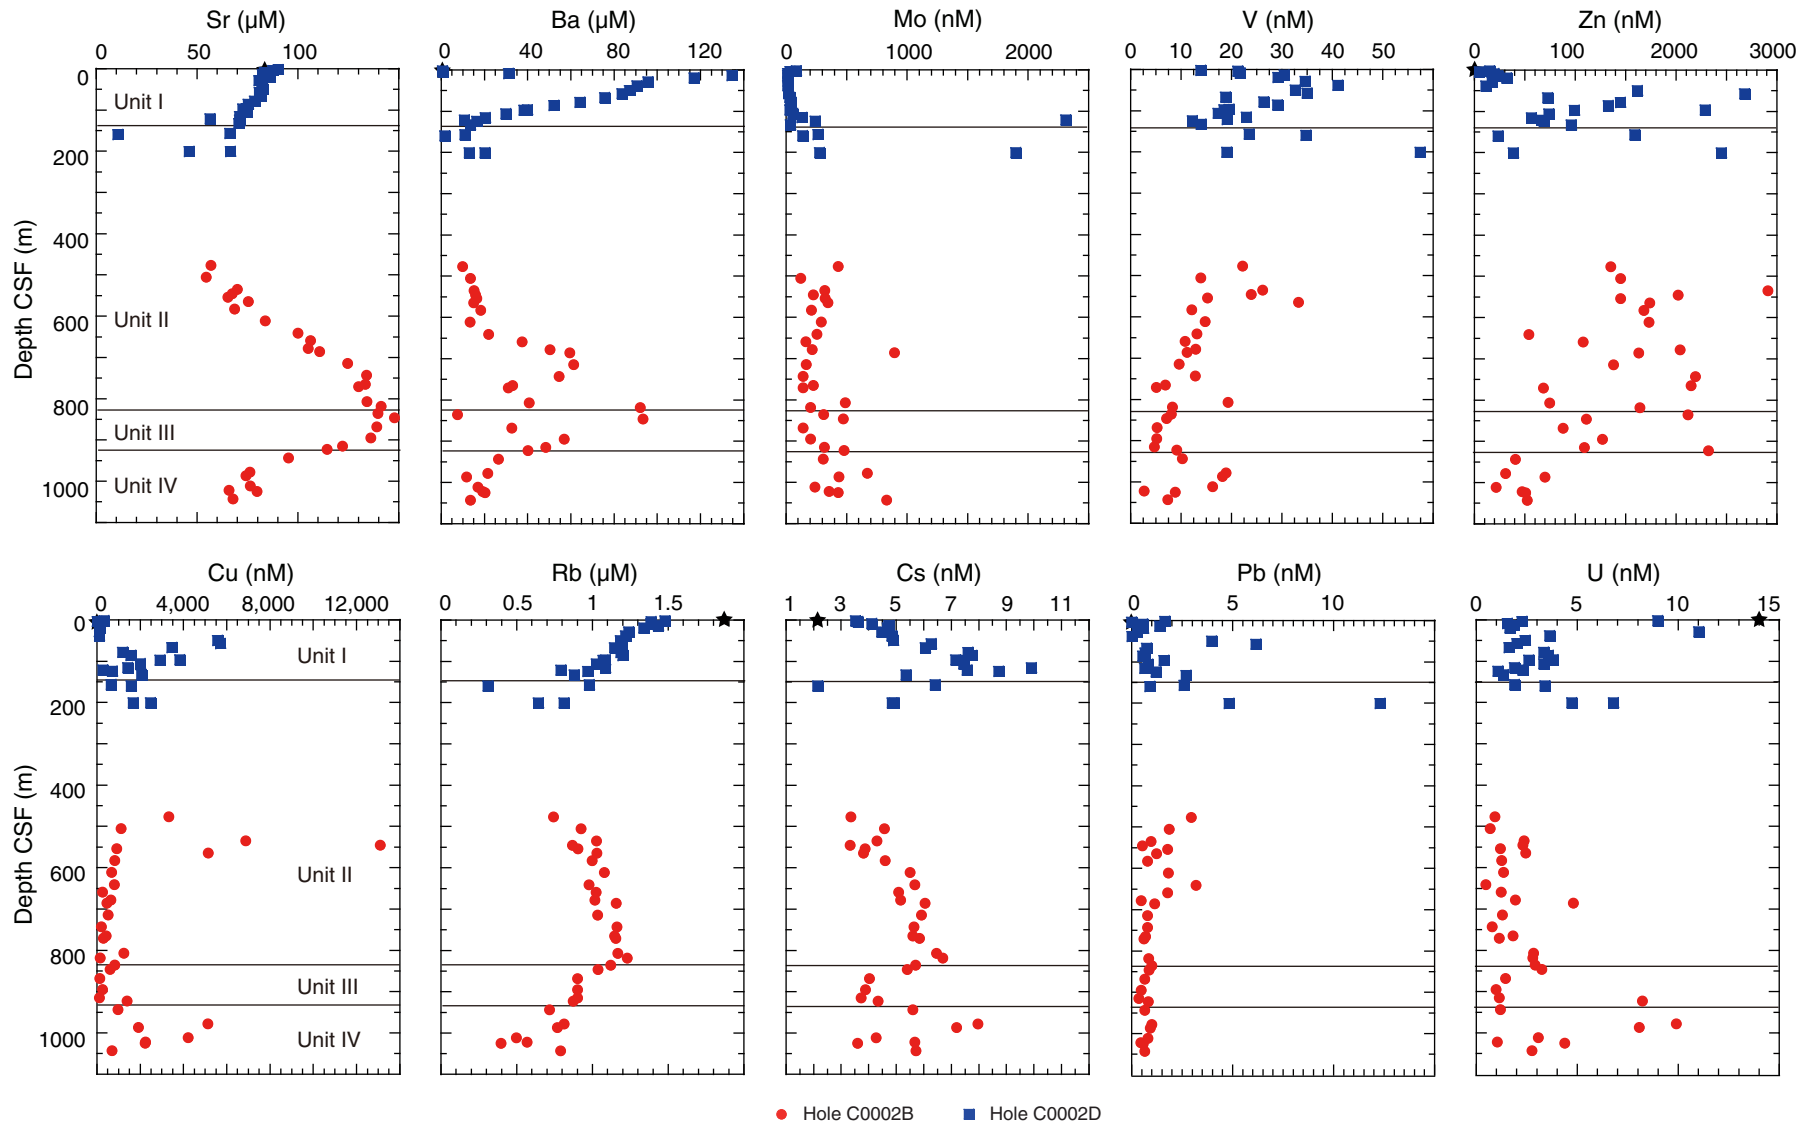 Sr (µM) Ba (µM) Mo (nM) V (nM) Zn (nM)
0 50 100 0 40 80 120 0 1000 2000 0 10 20 30 40 50 0 100 2000 3000
0
Unit I
200
400
Unit II
600
800
Unit III
Unit IV
1000
Depth CSF (m)
Cu (nM) Rb (µM) Cs (nM) Pb (nM) U (nM)
0 4,000 8,000 12,000 0 0.5 1 1.5 1 3 5 7 9 11 0 5 10 0 5 10 15
0
Unit I
200
400
Unit II
600
800
Unit III
1000
Unit IV
Depth CSF (m)
Hole C0002B Hole C0002D